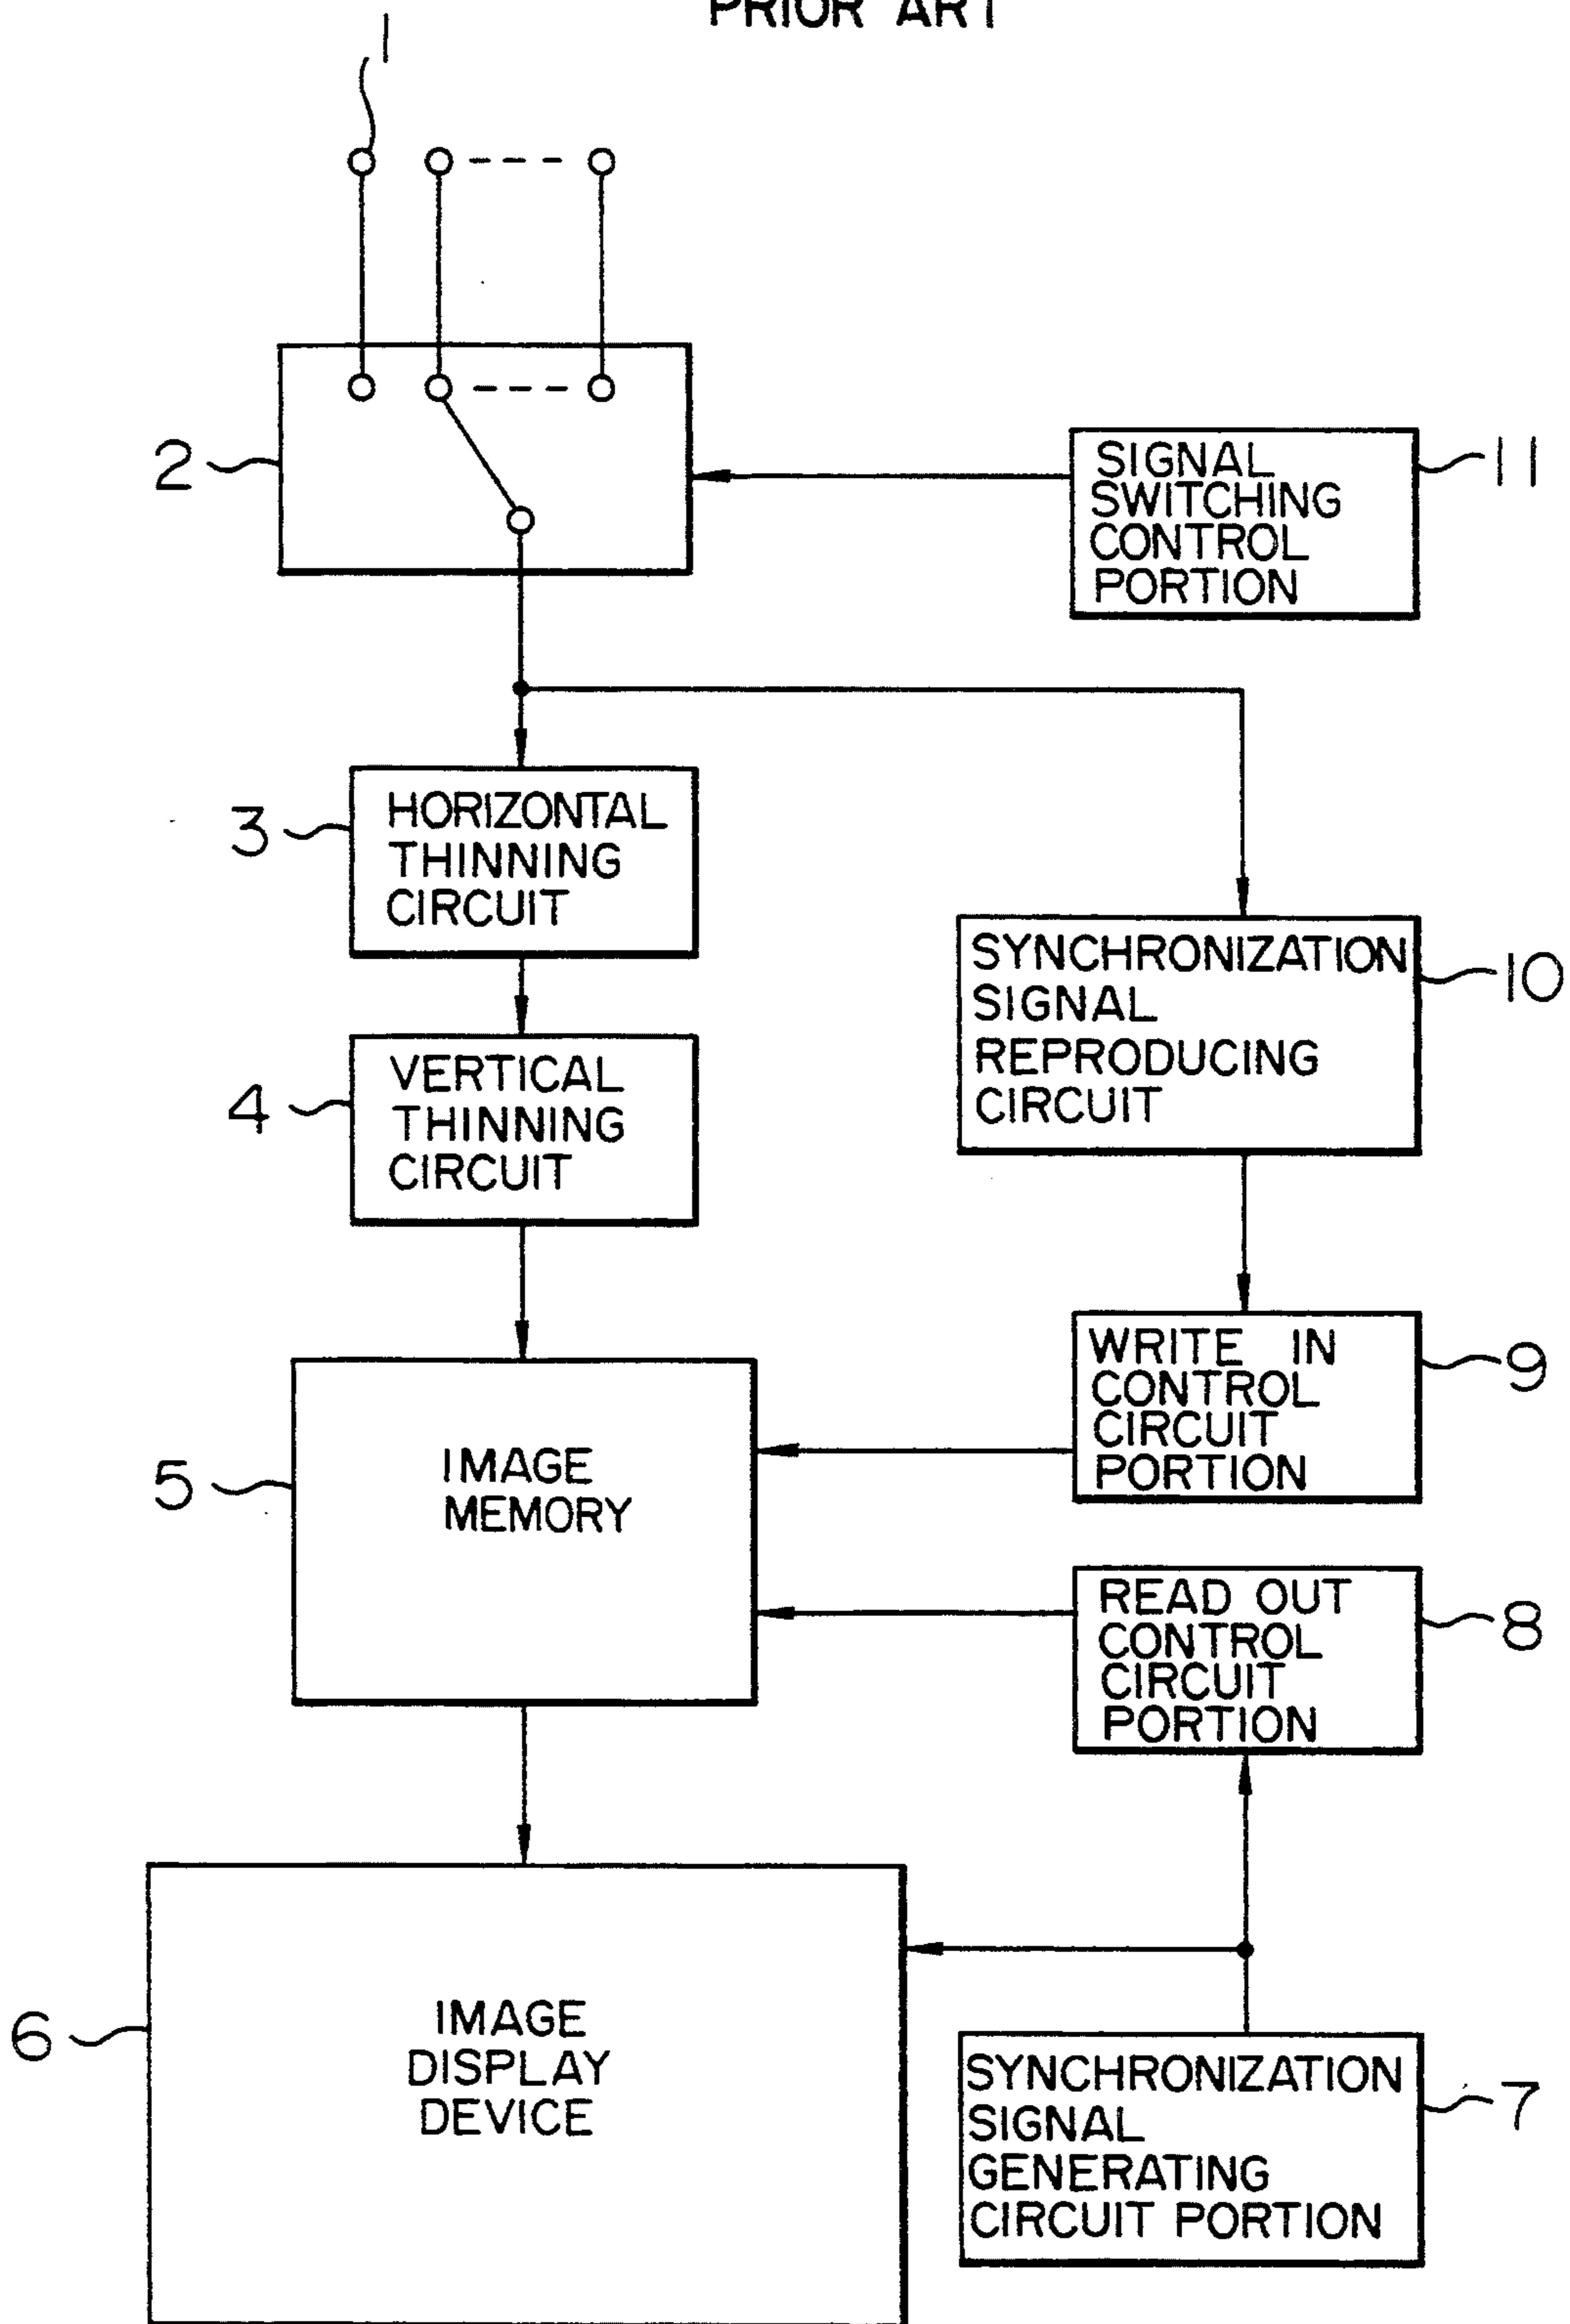 PRIOR ART
1
2
SIGNAL
SWITCHING
CONTROL
PORTION
11
3
HORIZONTAL
THINNING
CIRCUIT
SYNCHRONIZATION
SIGNAL
REPRODUCING
CIRCUIT
10
4
VERTICAL
THINNING
CIRCUIT
WRITE IN
CONTROL
CIRCUIT
PORTION
9
5
IMAGE
MEMORY
READ OUT
CONTROL
CIRCUIT
PORTION
8
6
IMAGE
DISPLAY
DEVICE
SYNCHRONIZATION
SIGNAL
GENERATING
CIRCUIT PORTION
7